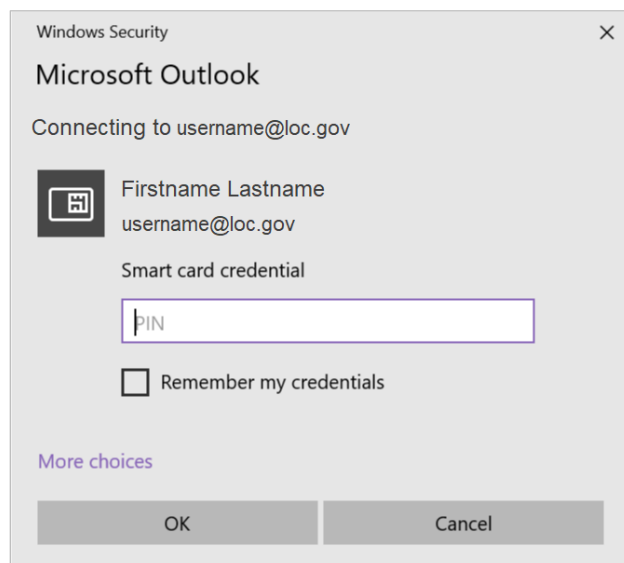 Windows Security
Microsoft Outlook
Connecting to username@loc.gov
Firstname Lastname
username@loc.gov
Smart card credential
PIN
Remember my credentials
More choices
OK Cancel